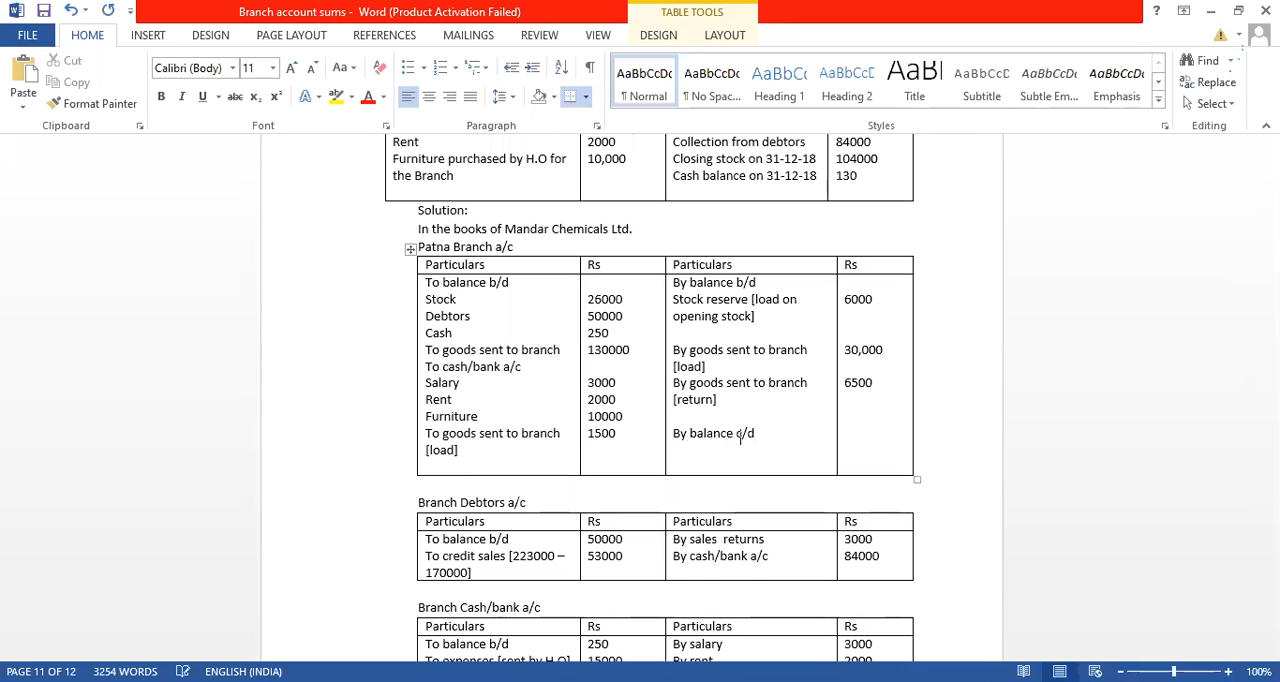 Branch account sums - Word (Product Activation Failed)
TABLE TOOLS
FILE HOME INSERT DESIGN PAGE LAYOUT REFERENCES MAILINGS REVIEW VIEW DESIGN LAYOUT
Paste
Cut
Copy
Format Painter
Clipboard
Calibri (Body) 11
Font
Paragraph
AaBbCcDc AaBbCcDc AaBbCc AaBbCcC AaBl AaBbCcD AaBbCcDc AaBbCcDc
¶ Normal ¶ No Spac... Heading 1 Heading 2 Title Subtitle Subtle Em... Emphasis
Styles
Find
Replace
Select
Editing
Rent 2000 Collection from debtors 84000
Furniture purchased by H.O for 10,000 Closing stock on 31-12-18 104000
the Branch Cash balance on 31-12-18 130
Solution:
In the books of Mandar Chemicals Ltd.
Patna Branch a/c
Particulars Rs Particulars Rs
To balance b/d By balance b/d
Stock 26000 Stock reserve [load on 6000
Debtors 50000 opening stock]
Cash 250
To goods sent to branch 130000 By goods sent to branch 30,000
To cash/bank a/c [load]
Salary 3000 By goods sent to branch 6500
Rent 2000 [return]
Furniture 10000
To goods sent to branch 1500 By balance c/d
[load]
Branch Debtors a/c
Particulars Rs Particulars Rs
To balance b/d 50000 By sales returns 3000
To credit sales [223000 – 53000 By cash/bank a/c 84000
170000]
Branch Cash/bank a/c
Particulars Rs Particulars Rs
To balance b/d 250 By salary 3000
To expenses [sent by H.O] 15000 By rent 2000
PAGE 11 OF 12 3254 WORDS ENGLISH (INDIA) 100%